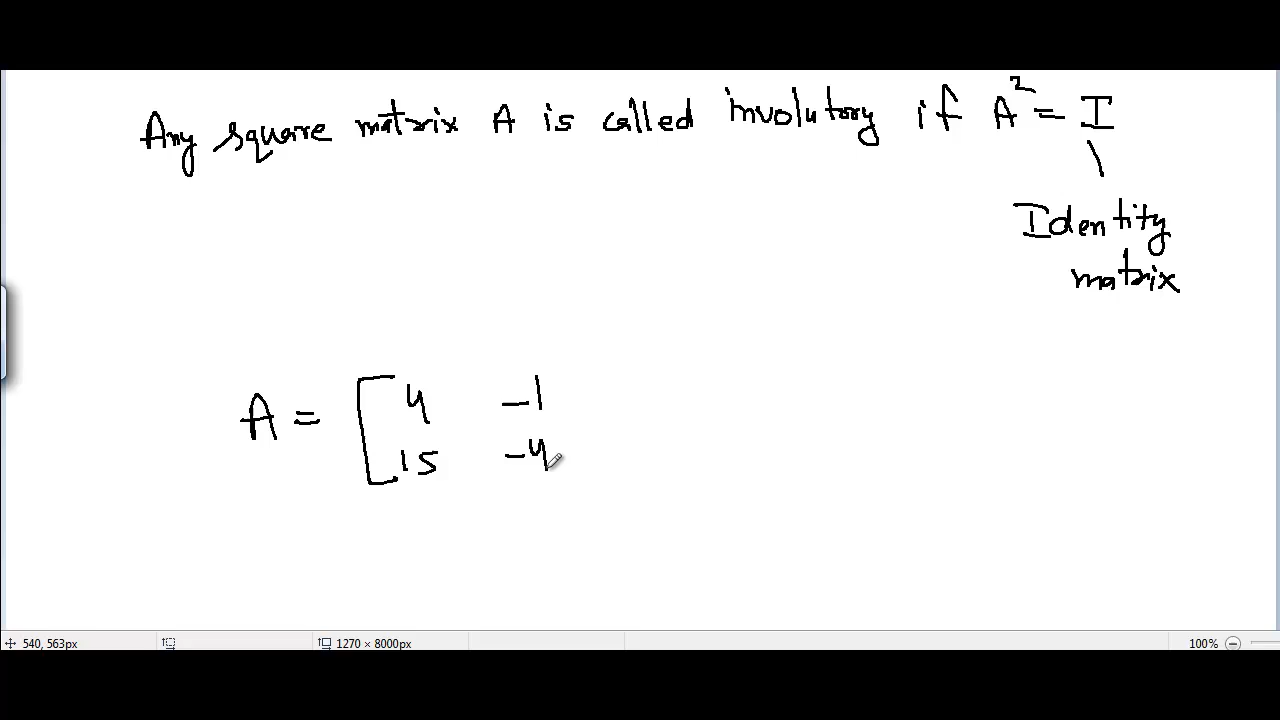 Any square matrix A is called involutory if A² = I
Identity
matrix
A = [ 4 -1
15 -4
540, 563px 1270 × 8000px 100%